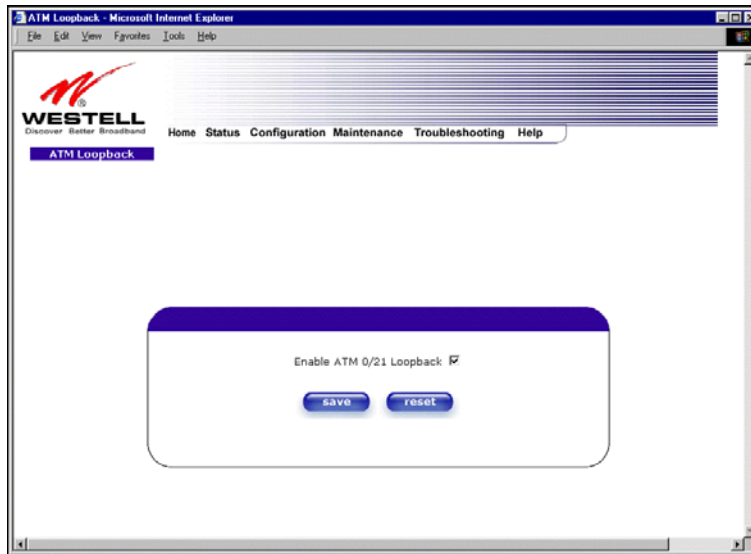 ATM Loopback - Microsoft Internet Explorer
File Edit View Favorites Tools Help
WESTELL
®
Discover Better Broadband
Home Status Configuration Maintenance Troubleshooting Help
ATM Loopback
Enable ATM 0/21 Loopback
save reset